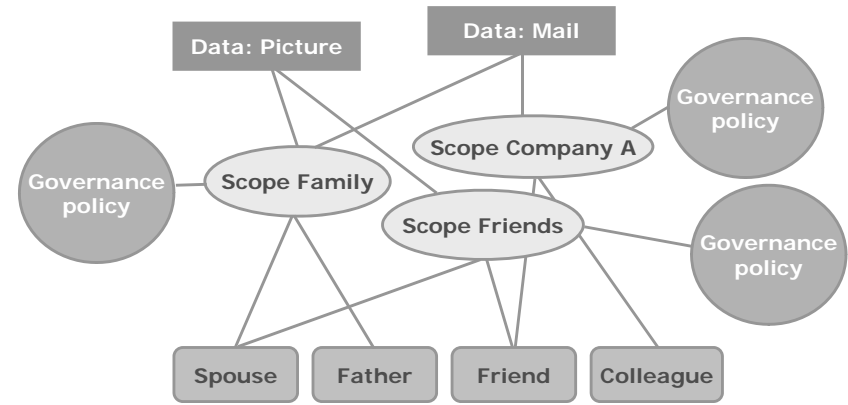 Data: Picture
Data: Mail
Governance
policy
Scope Company A
Governance
policy
Scope Family
Scope Friends
Governance
policy
Spouse
Father
Friend
Colleague